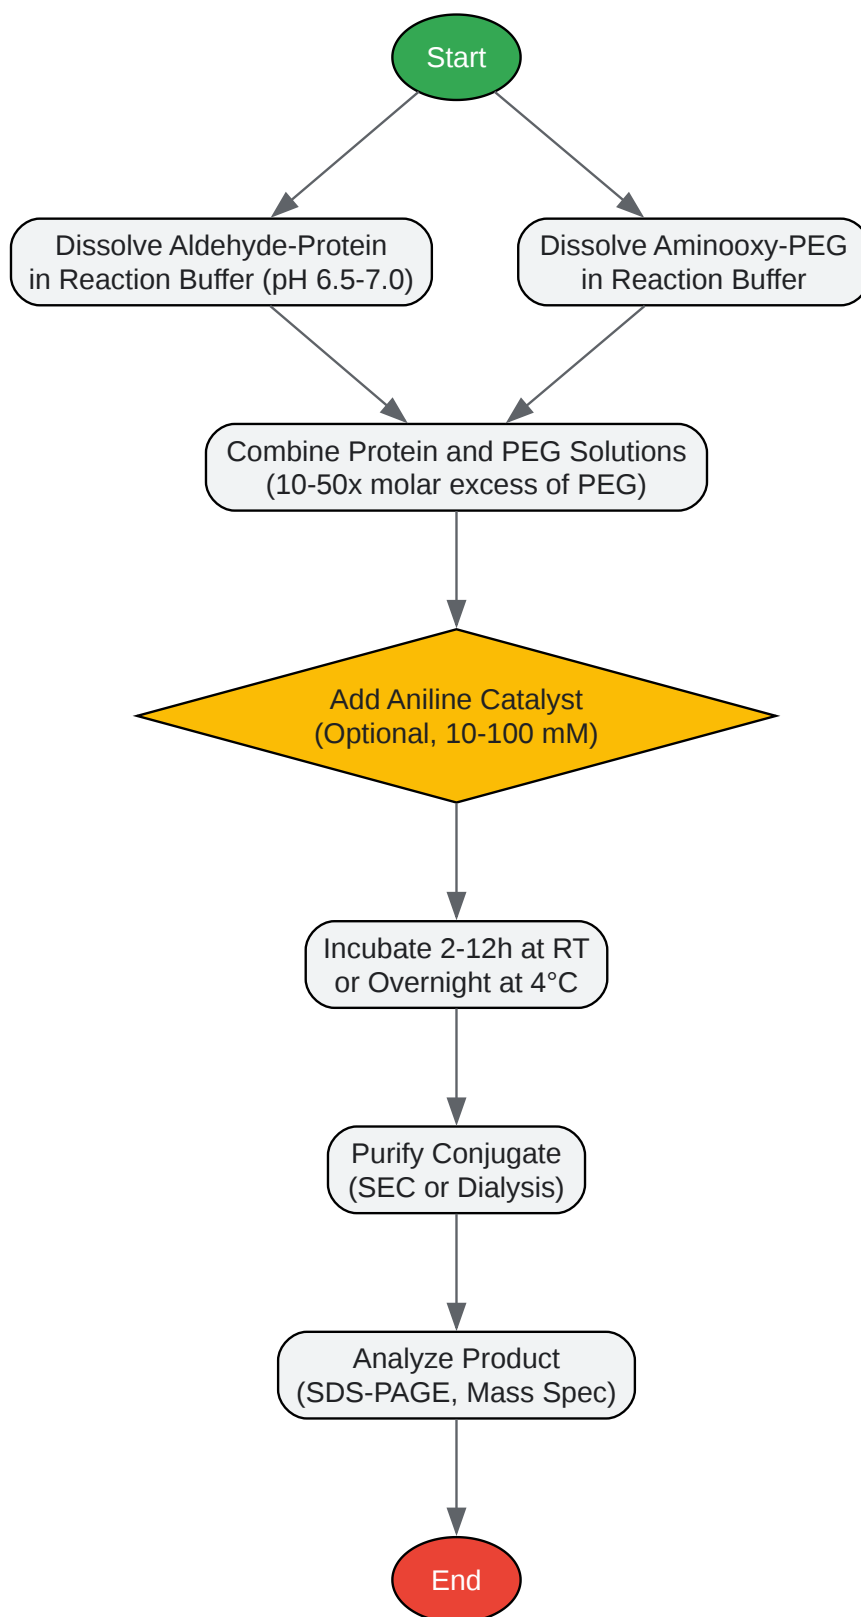 Start
Dissolve Aldehyde-Protein
in Reaction Buffer (pH 6.5-7.0)
Dissolve Aminooxy-PEG
in Reaction Buffer
Combine Protein and PEG Solutions
(10-50x molar excess of PEG)
Add Aniline Catalyst
(Optional, 10-100 mM)
Incubate 2-12h at RT
or Overnight at 4°C
Purify Conjugate
(SEC or Dialysis)
Analyze Product
(SDS-PAGE, Mass Spec)
End